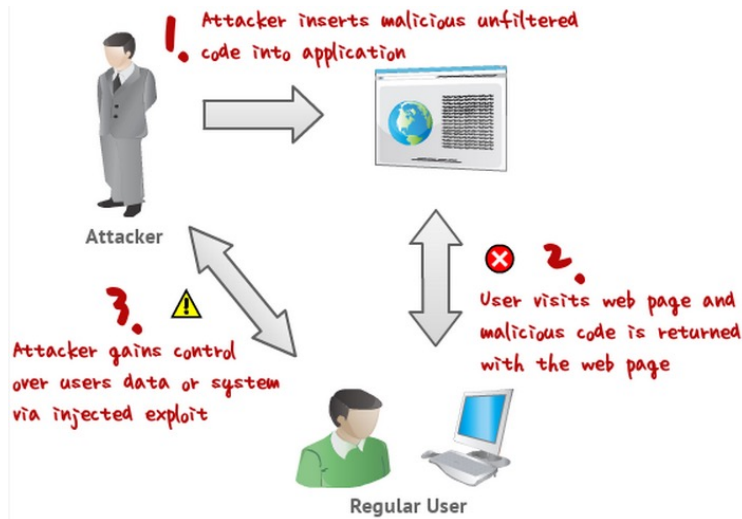 1. Attacker inserts malicious unfiltered
code into application
Attacker
2.
User visits web page and
malicious code is returned
with the web page
3.
Attacker gains control
over users data or system
via injected exploit
Regular User